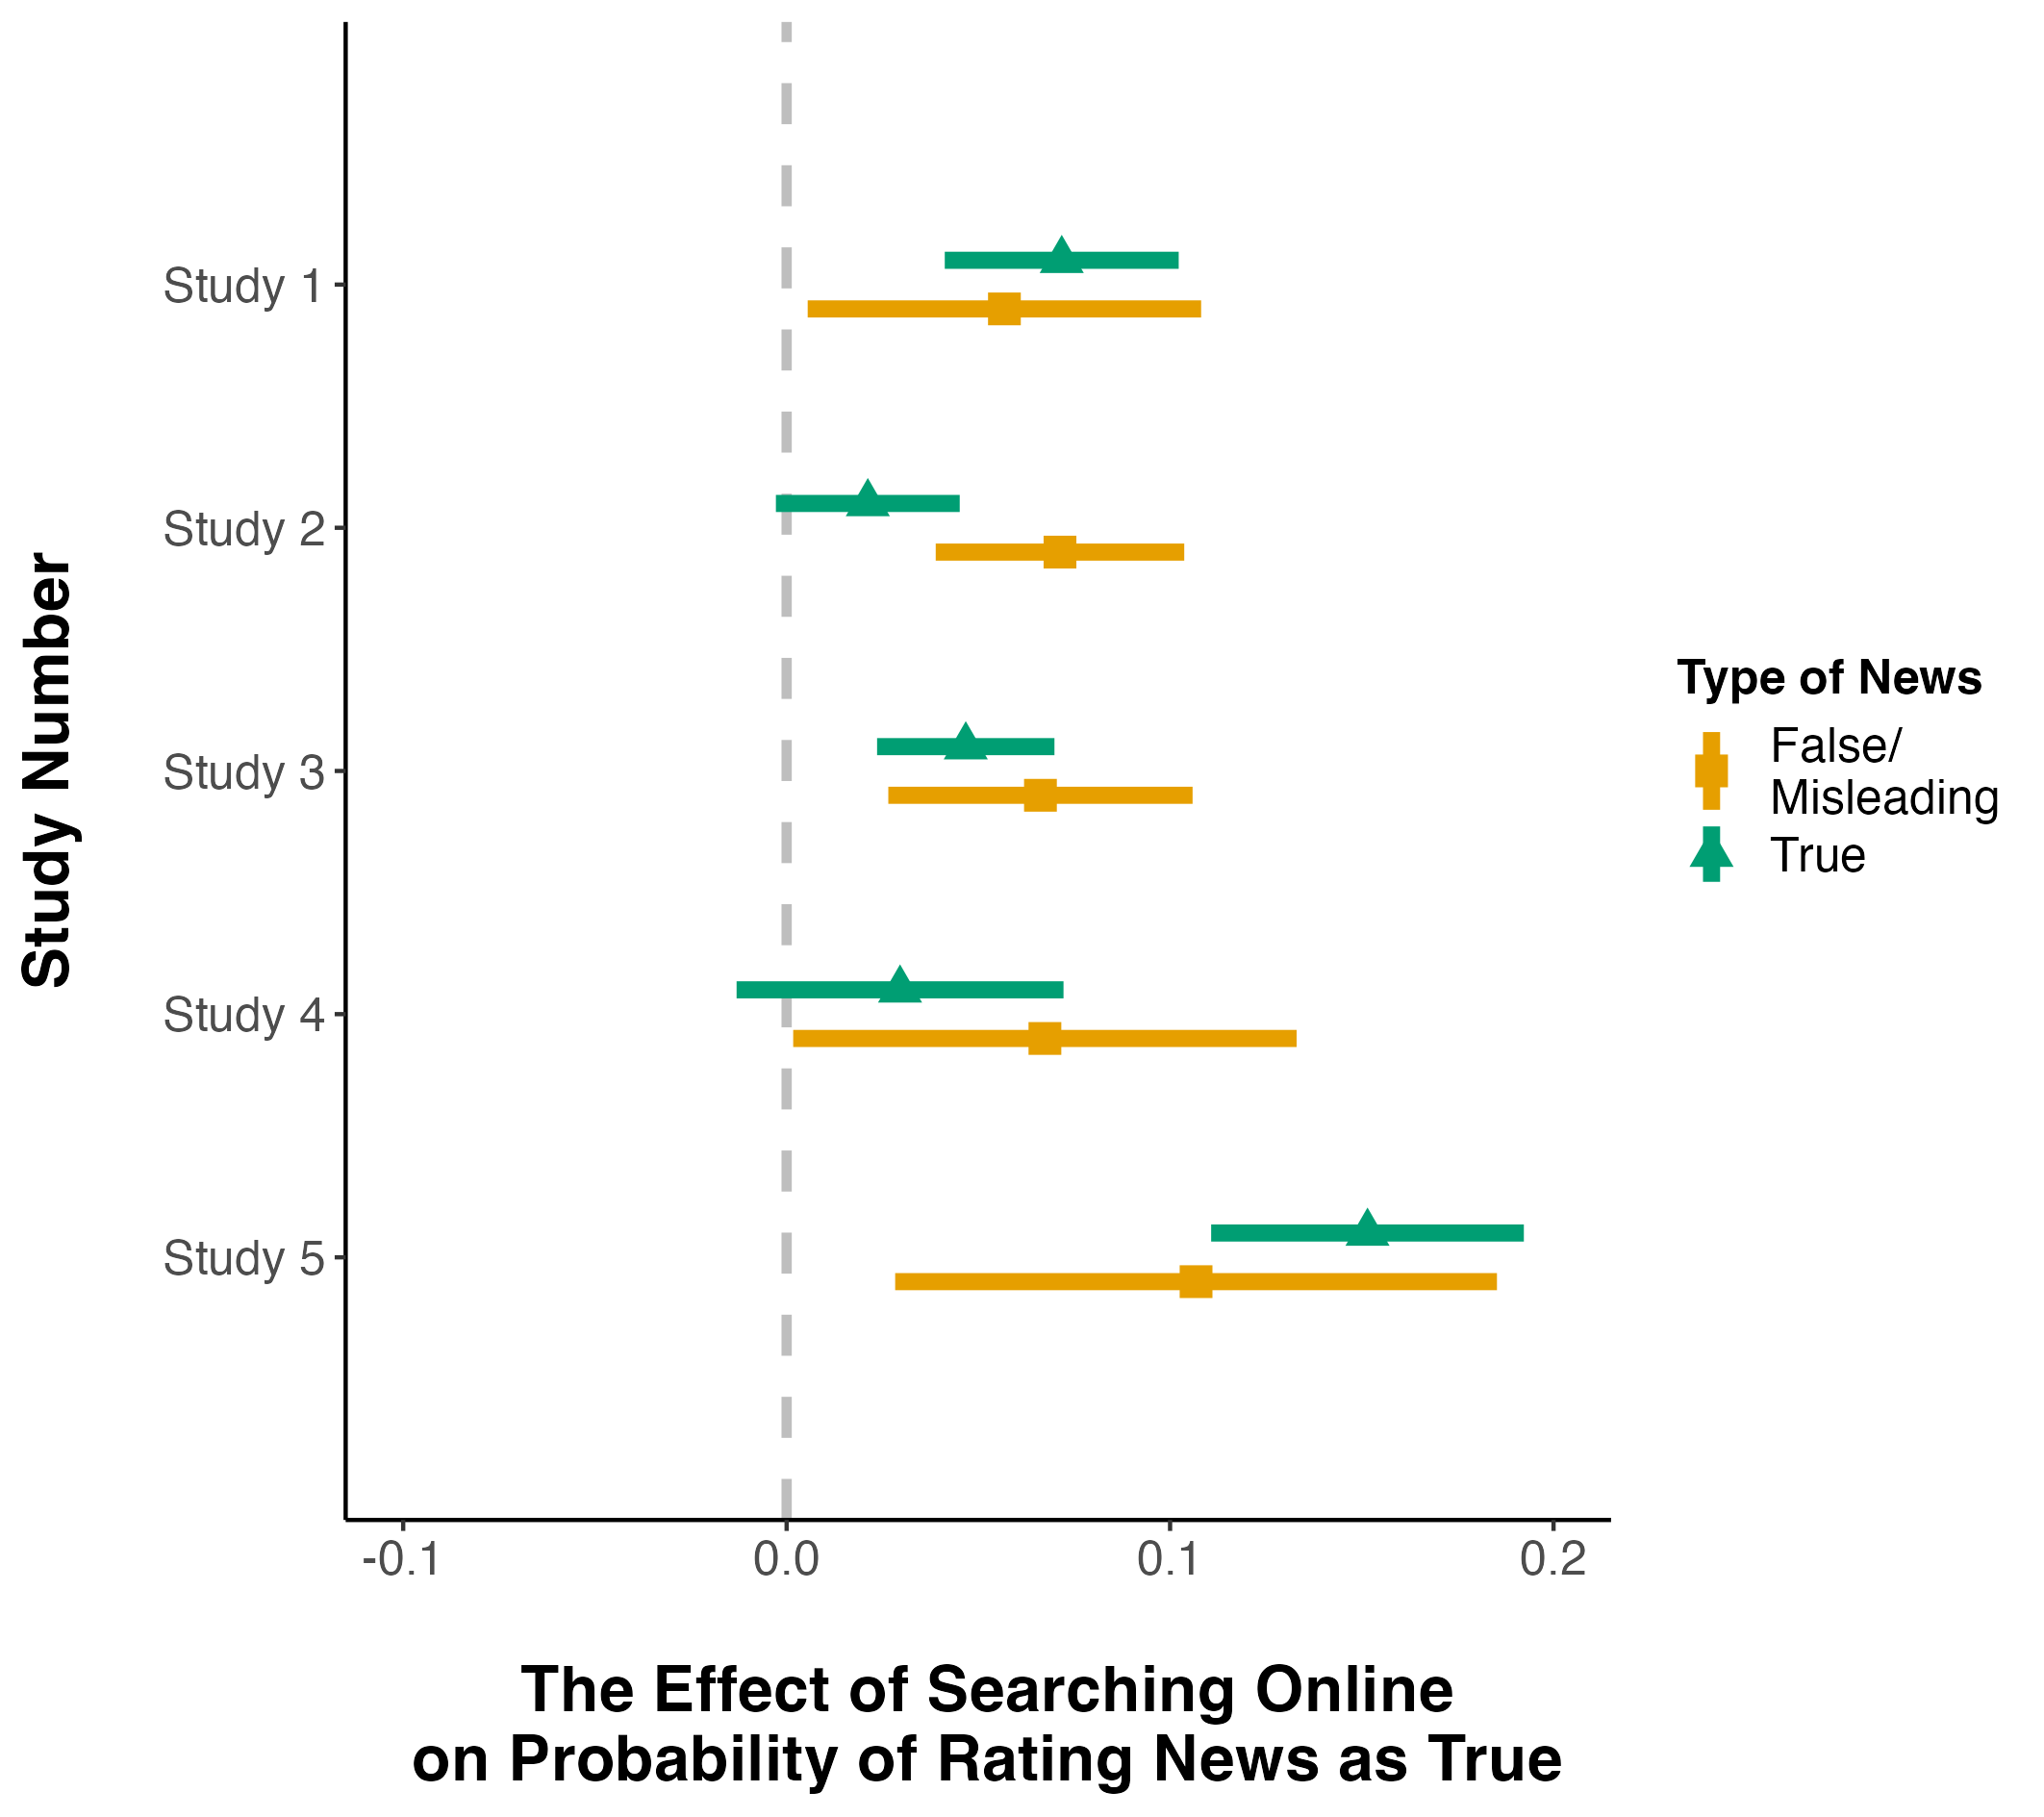 Study Number
Study 1
Study 2
Study 3
Study 4
Study 5
-0.1
0.0
0.1
0.2
The Effect of Searching Online
on Probability of Rating News as True
Type of News
False/
Misleading
True